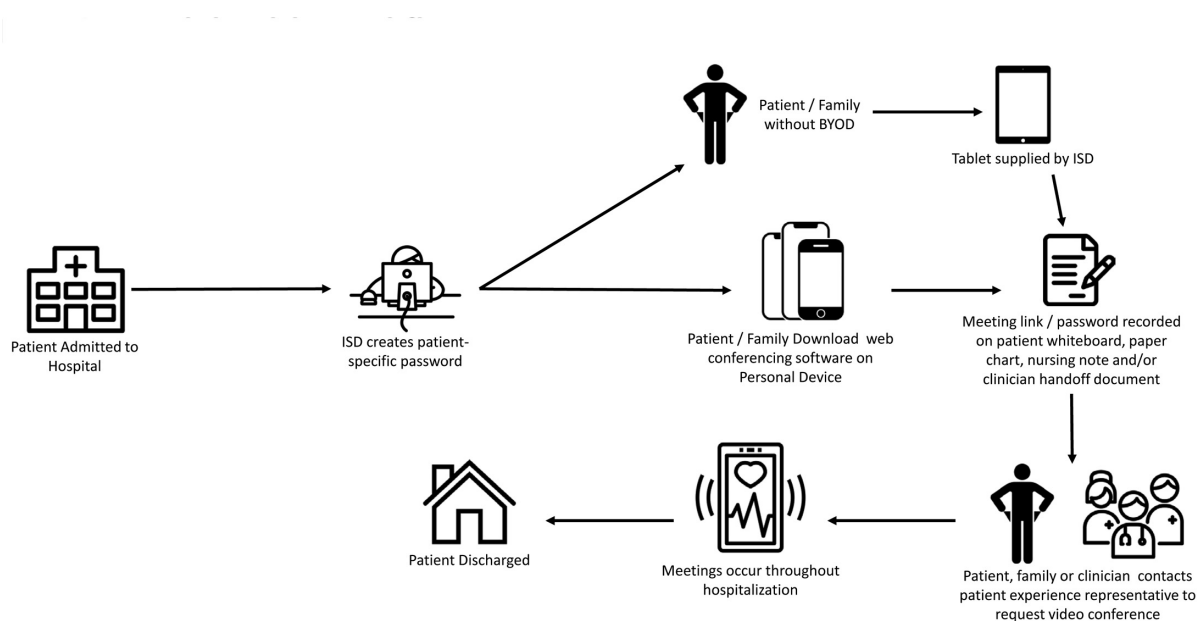 Patient / Family
without BYOD
Tablet supplied by ISD
Patient Admitted to
Hospital
ISD creates patient-
specific password
Patient / Family Download web
conferencing software on
Personal Device
Meeting link / password recorded
on patient whiteboard, paper
chart, nursing note and/or
clinician handoff document
Patient, family or clinician contacts
patient experience representative to
request video conference
Meetings occur throughout
hospitalization
Patient Discharged